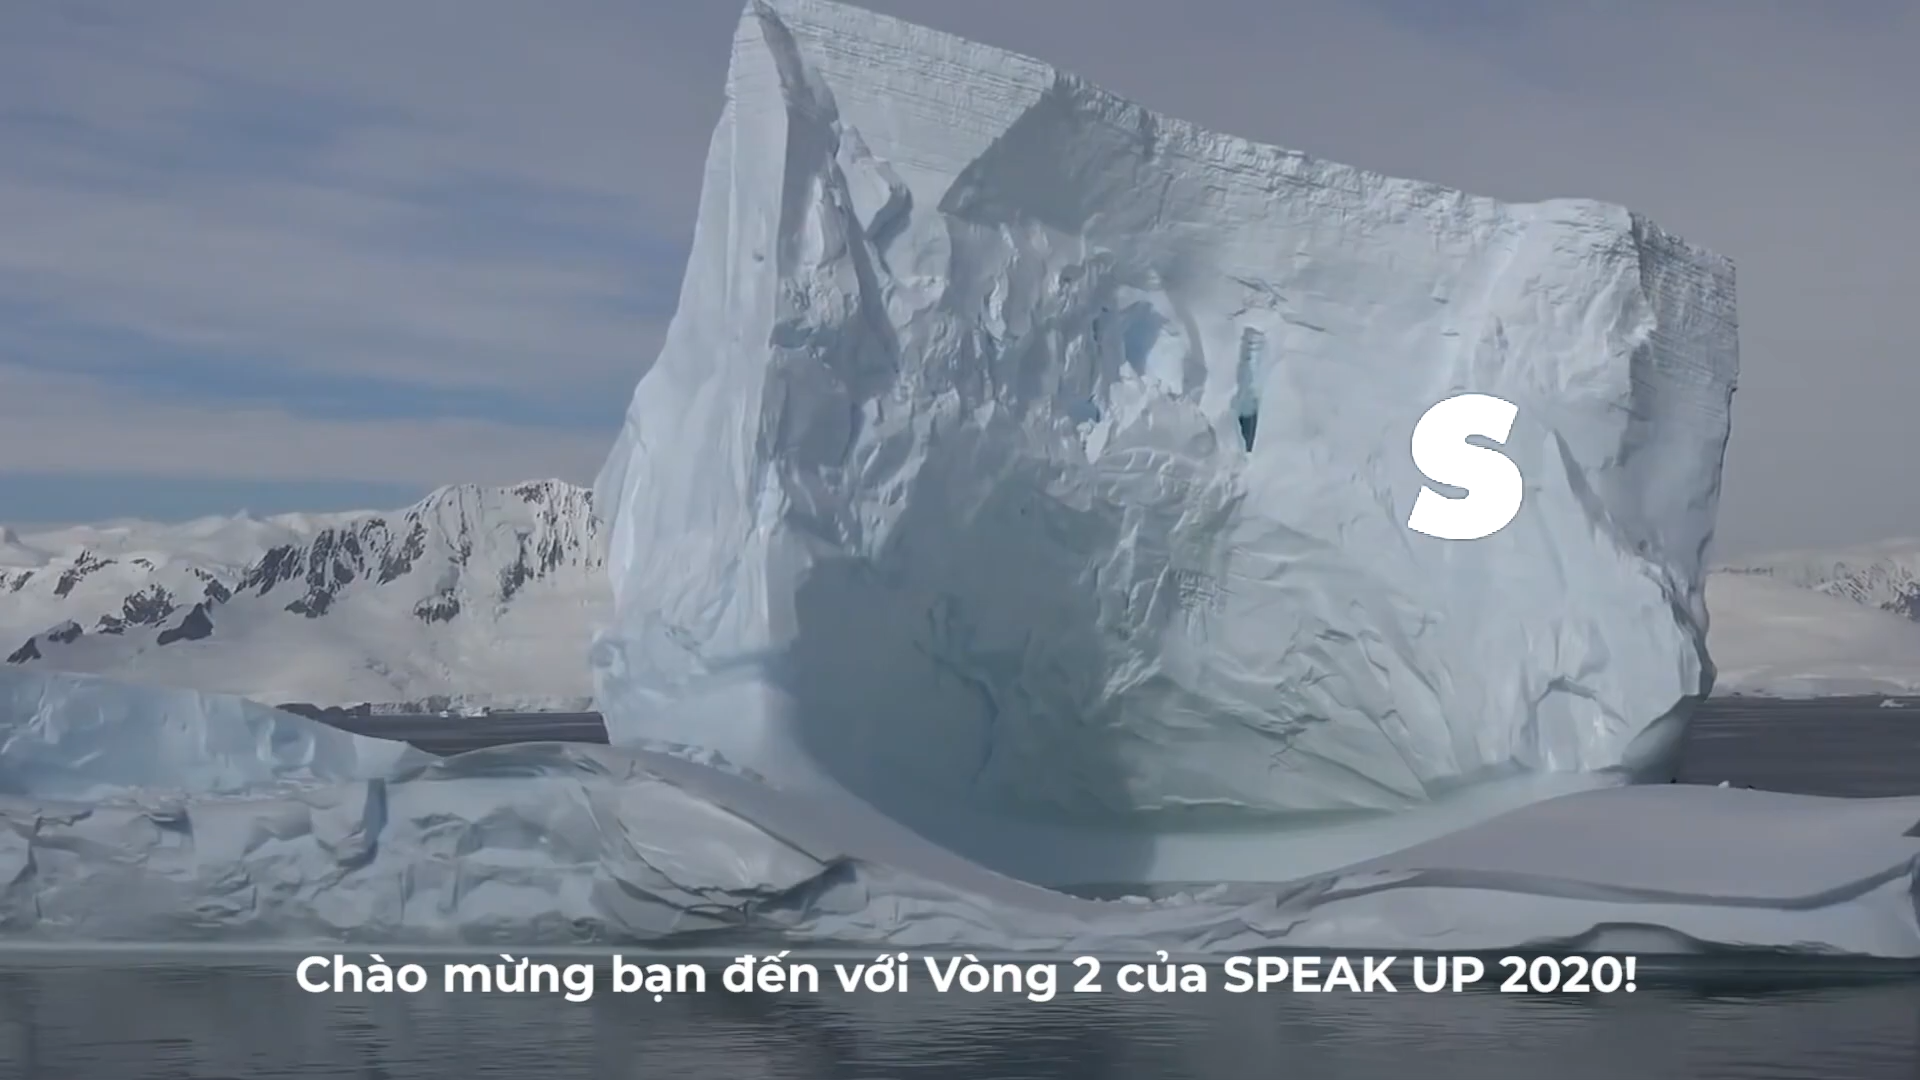 S
Chào mừng bạn đến với Vòng 2 của SPEAK UP 2020!